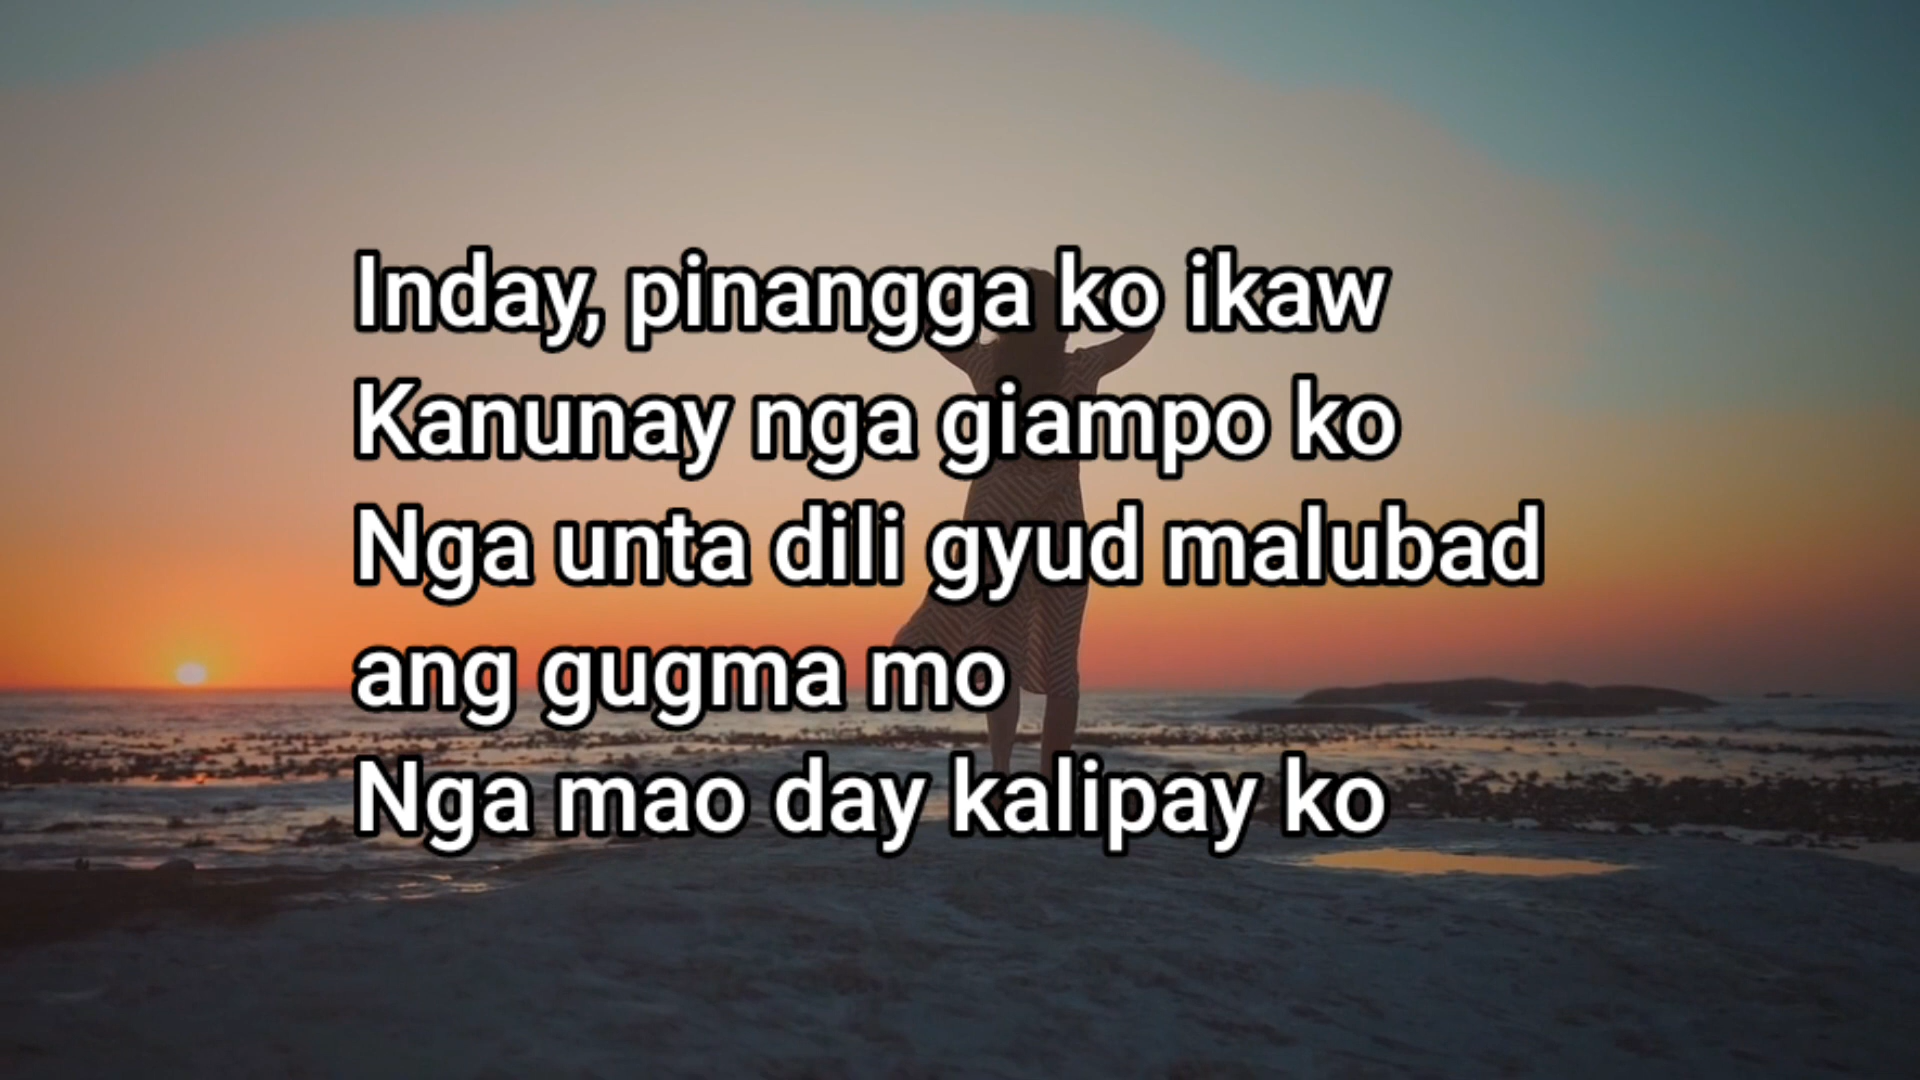 Inday, pinangga ko ikaw
Kanunay nga giampo ko
Nga unta dili gyud malubad
ang gugma mo
Nga mao day kalipay ko